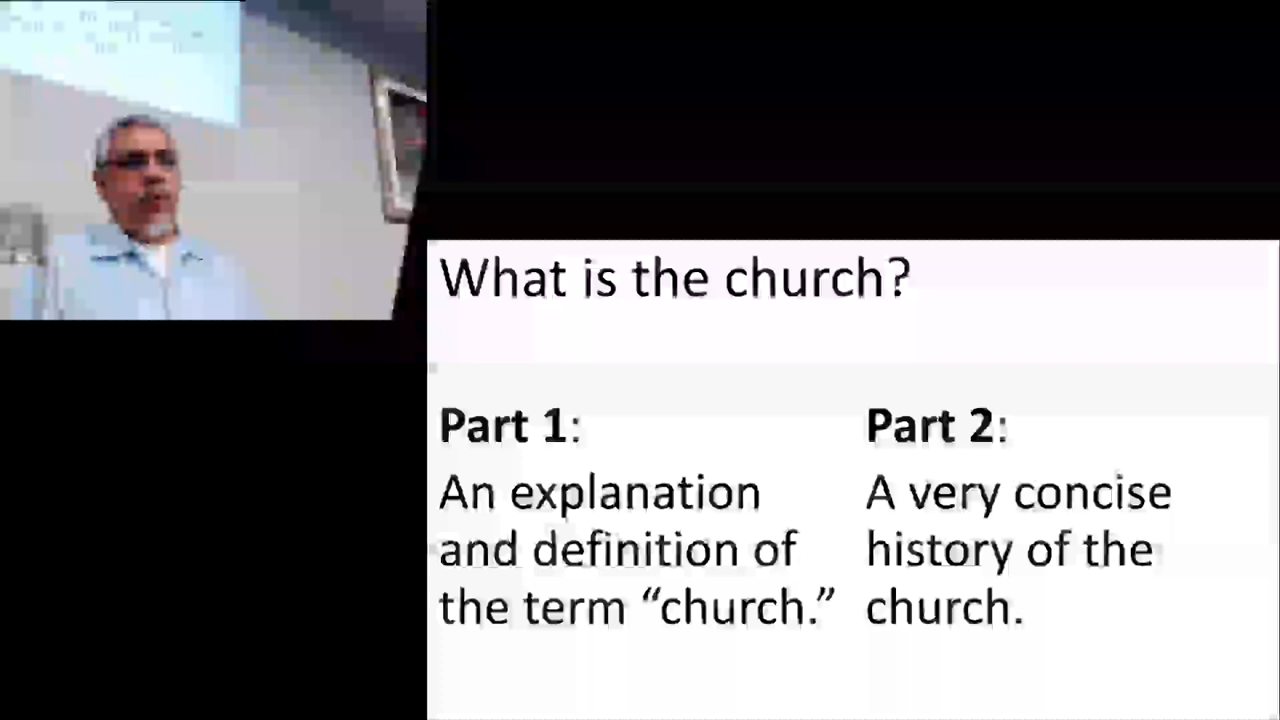 What is the church?
Part 1:
An explanation
and definition of
the term “church.”
Part 2:
A very concise
history of the
church.